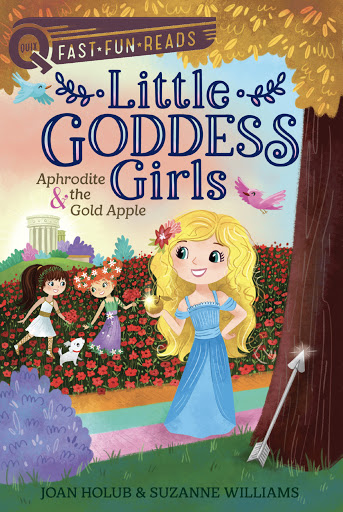 QUIX
FAST★FUN★READS
Little
GODDESS
Girls
Aphrodite
& the
Gold Apple
JOAN HOLUB & SUZANNE WILLIAMS